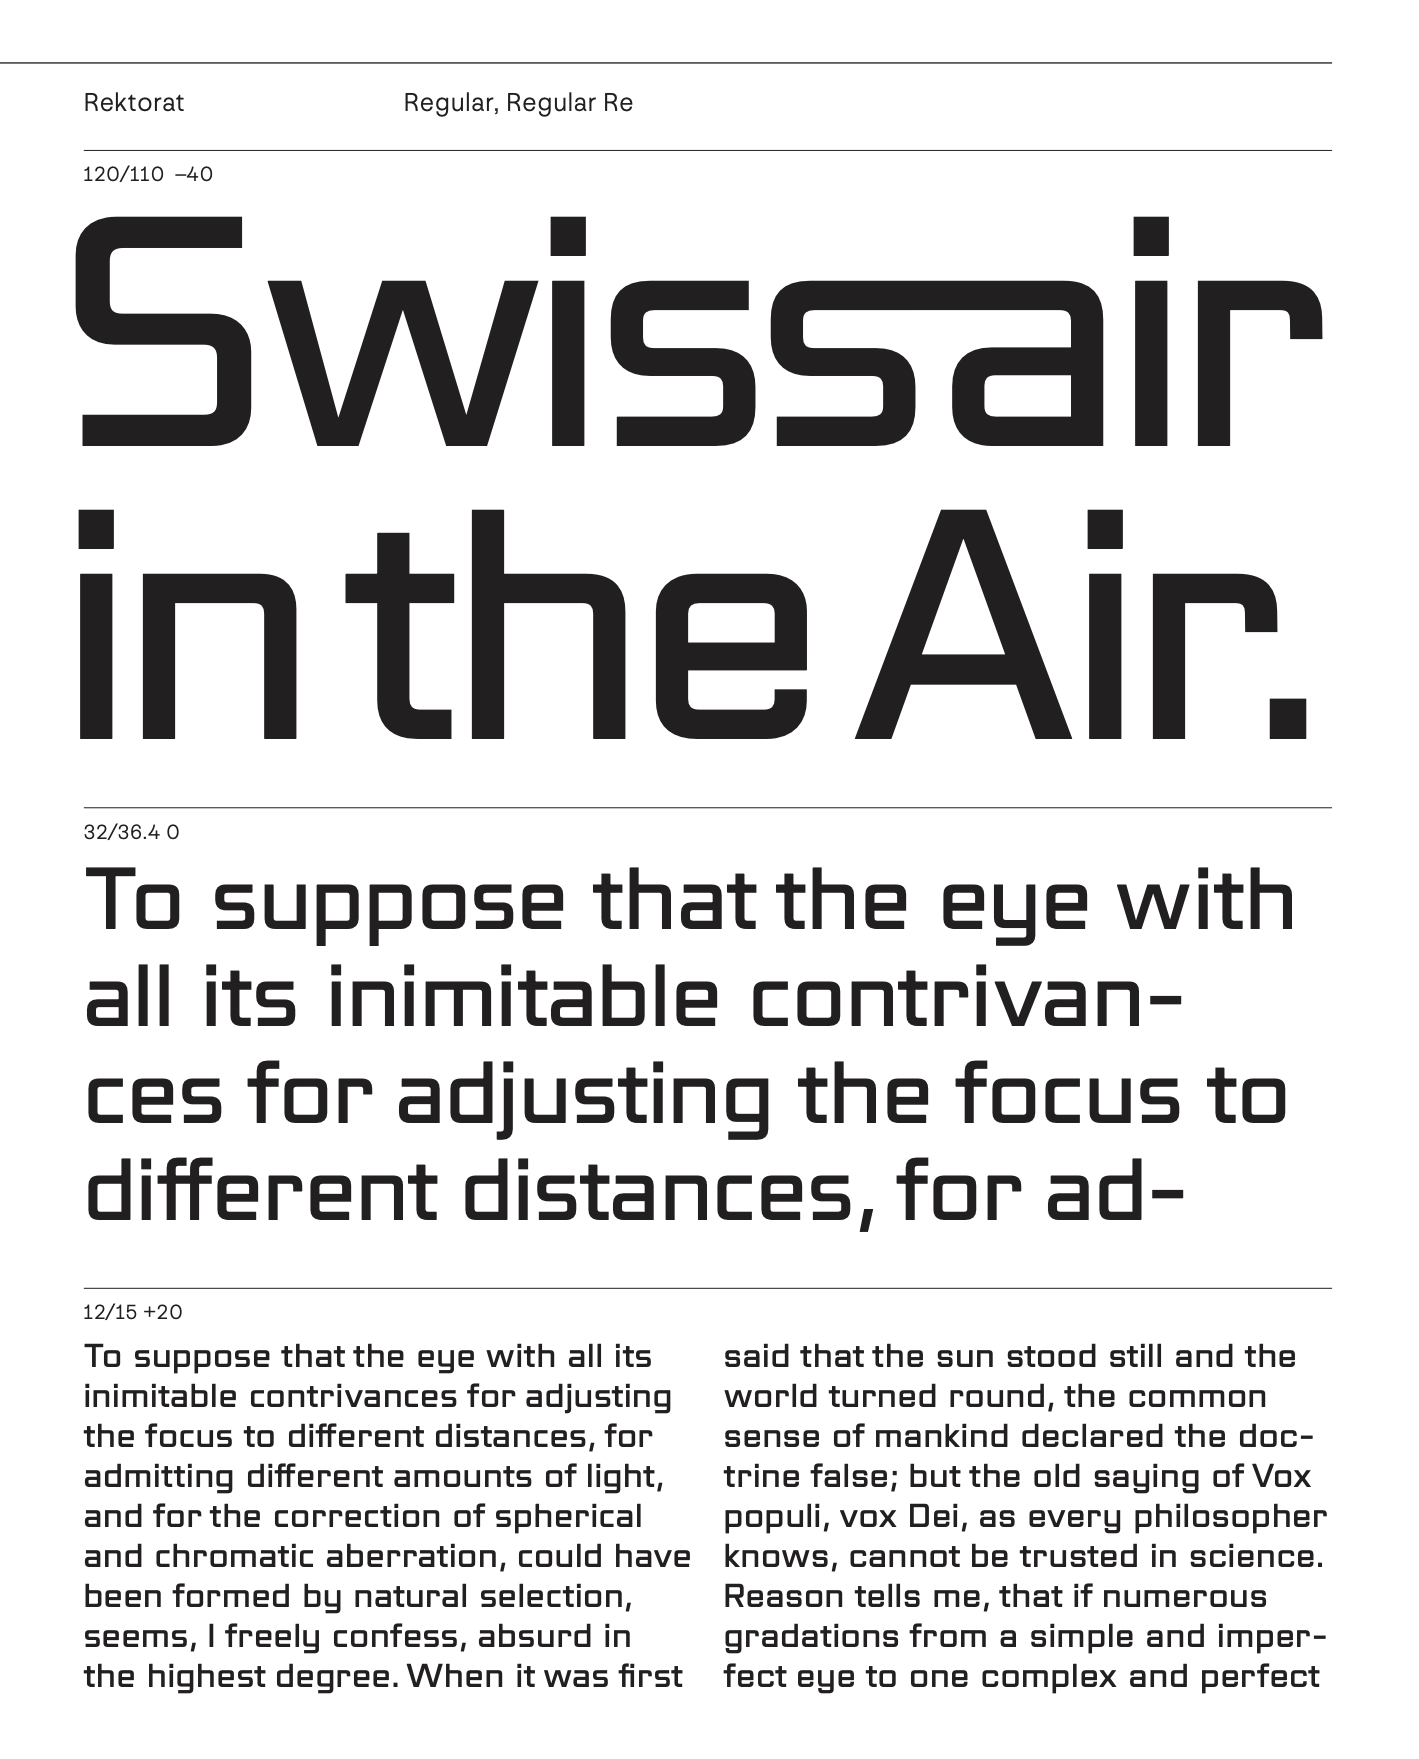 Rektorat Regular, Regular Re
120/110 –40
Swissair
in the Air.
32/36.4 0
To suppose that the eye with
all its inimitable contrivan-
ces for adjusting the focus to
different distances, for ad-
12/15 +20
To suppose that the eye with all its
inimitable contrivances for adjusting
the focus to different distances, for
admitting different amounts of light,
and for the correction of spherical
and chromatic aberration, could have
been formed by natural selection,
seems, I freely confess, absurd in
the highest degree. When it was first
said that the sun stood still and the
world turned round, the common
sense of mankind declared the doc-
trine false; but the old saying of Vox
populi, vox Dei, as every philosopher
knows, cannot be trusted in science.
Reason tells me, that if numerous
gradations from a simple and imper-
fect eye to one complex and perfect